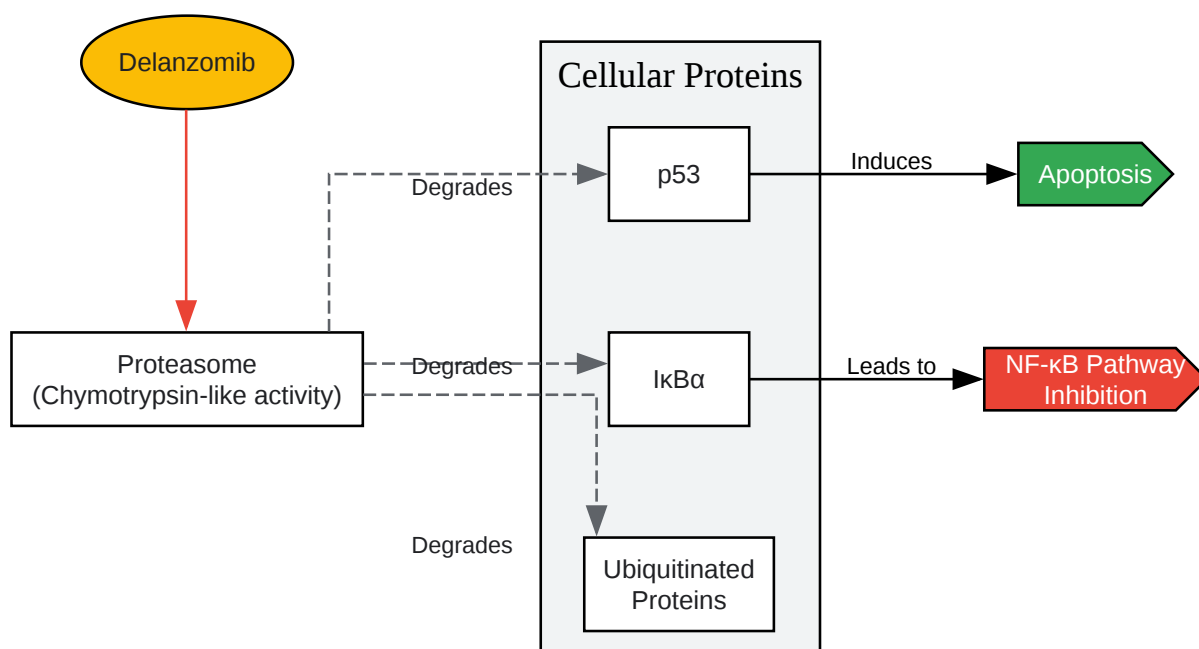 Delanzomib
Cellular Proteins
p53
Induces
Apoptosis
Degrades
Proteasome
(Chymotrypsin-like activity)
Degrades
IκBα
Leads to
NF-κB Pathway
Inhibition
Degrades
Ubiquitinated
Proteins